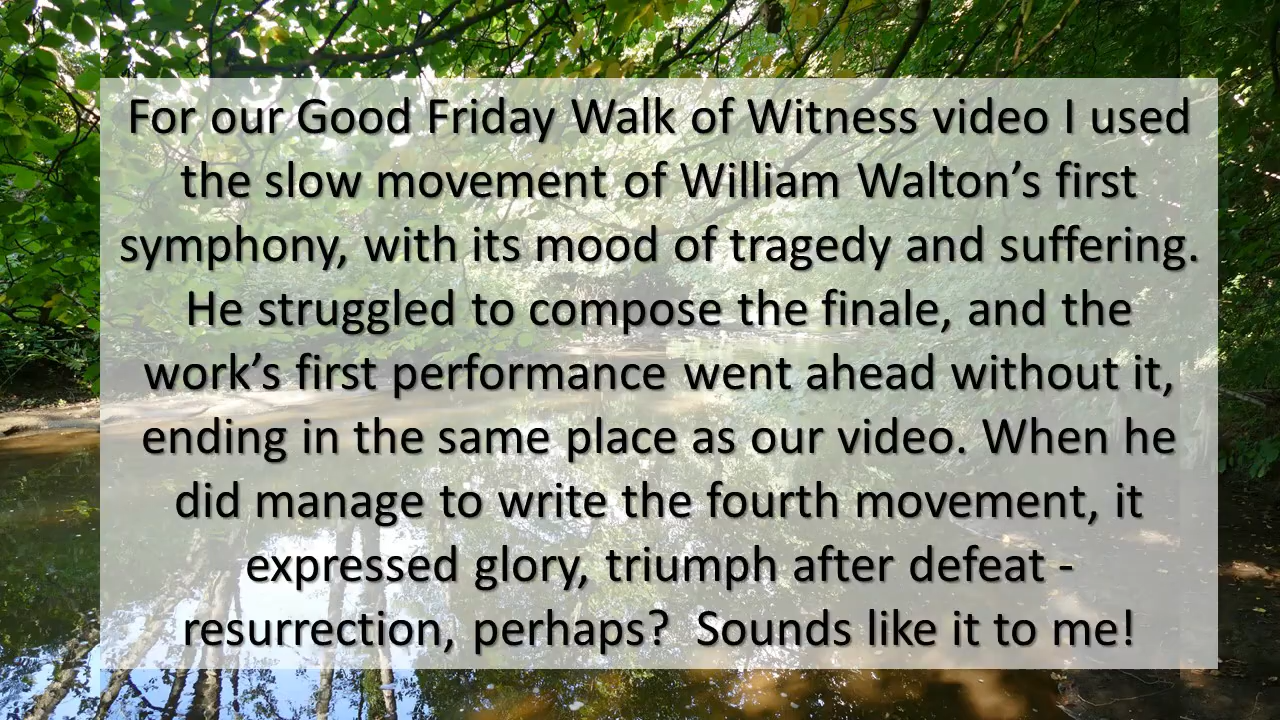 For our Good Friday Walk of Witness video I used
the slow movement of William Walton’s first
symphony, with its mood of tragedy and suffering.
He struggled to compose the finale, and the
work’s first performance went ahead without it,
ending in the same place as our video. When he
did manage to write the fourth movement, it
expressed glory, triumph after defeat -
resurrection, perhaps?  Sounds like it to me!